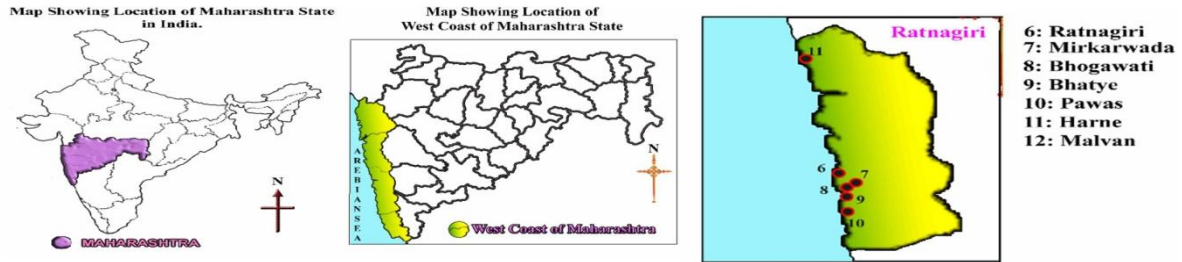 Map Showing Location of Maharashtra State
in India.
N
MAHARASHTRA
Map Showing Location of
West Coast of Maharashtra State
AREBIANSEA
N
West Coast of Maharashtra
Ratnagiri
11
6
7
8
9
10
6: Ratnagiri
7: Mirkarwada
8: Bhogawati
9: Bhatye
10: Pawas
11: Harne
12: Malvan